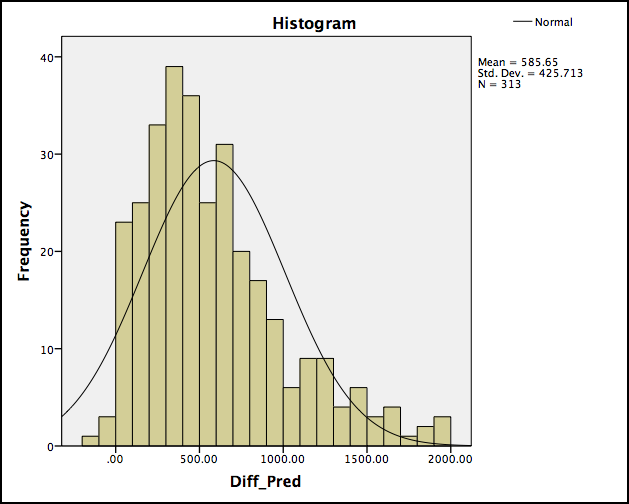 Histogram
Normal
Mean = 585.65
Std. Dev. = 425.713
N = 313
Frequency
40
30
20
10
0
.00 500.00 1000.00 1500.00 2000.00
Diff_Pred